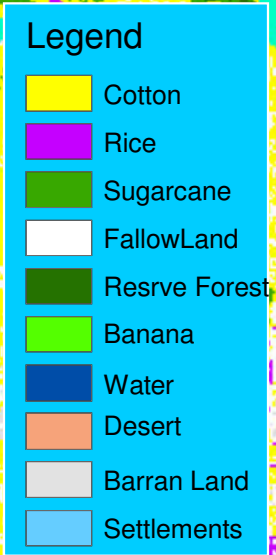 Legend
Cotton
Rice
Sugarcane
FallowLand
Resrve Forest
Banana
Water
Desert
Barran Land
Settlements